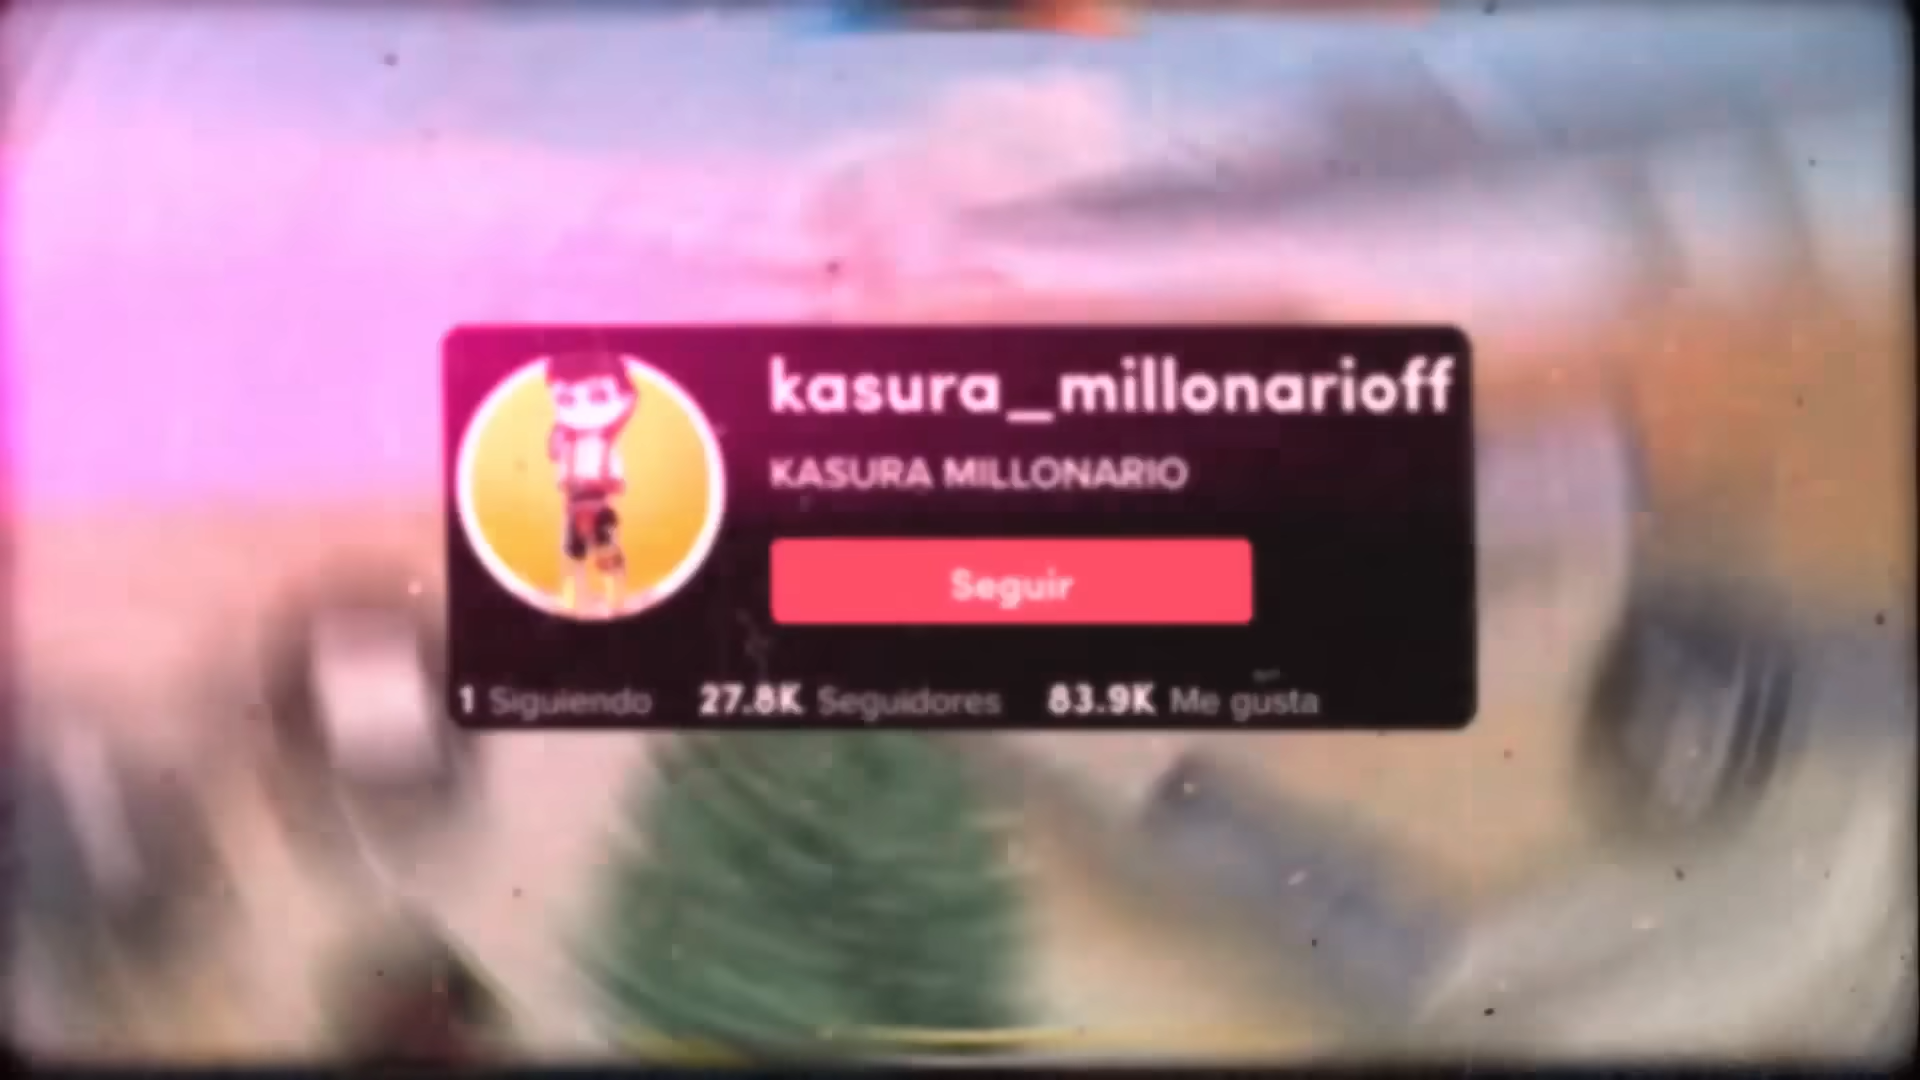 kasura_millonarioff
KASURA MILLONARIO
Seguir
1 Siguiendo 27.8K Seguidores 83.9K Me gusta